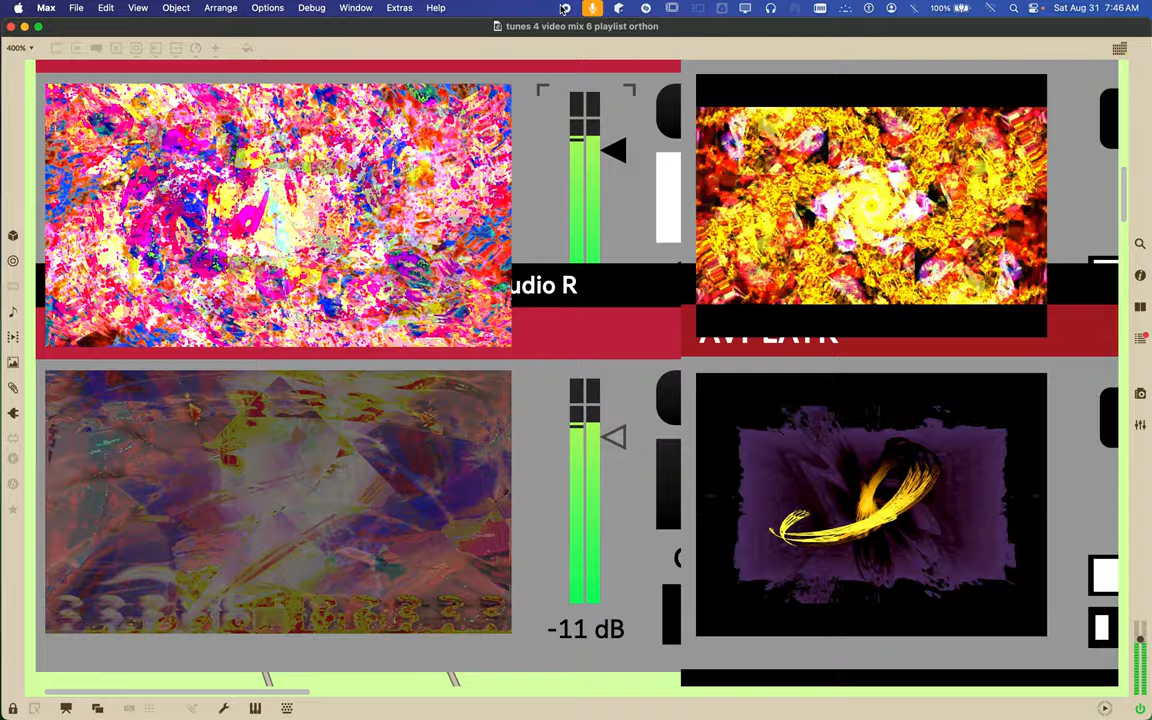 Max File Edit View Object Arrange Options Debug Window Extras Help
100% Sat Aug 31 7:46 AM
tunes 4 video mix 6 playlist orthon
400%
udio R
-11 dB